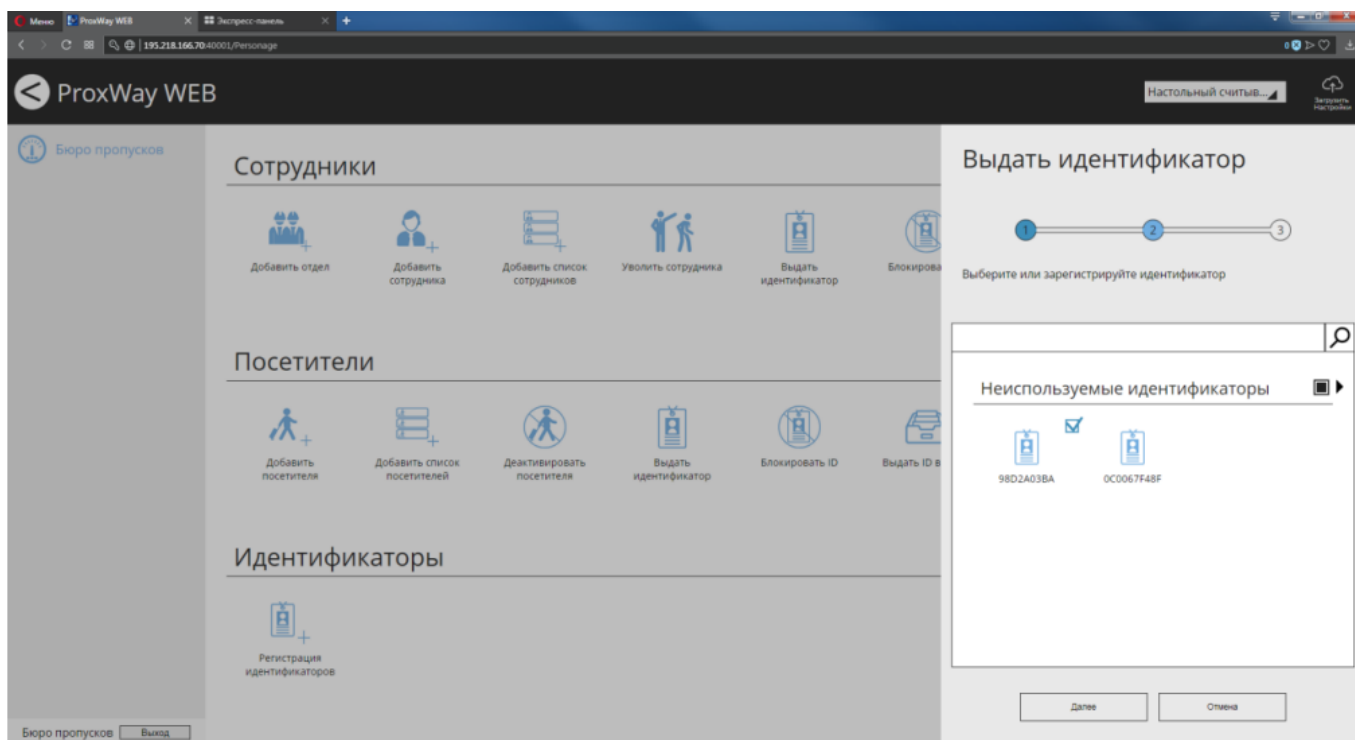 Меню ProxWay WEB Экспресс-панель
195.218.166.70:40001/Personage
0
ProxWay WEB
Настольный считыв...
Загрузить
Настройки
Бюро пропусков
Сотрудники
Добавить отдел
Добавить
сотрудника
Добавить список
сотрудников
Уволить сотрудника
Выдать
идентификатор
Блокирова
Посетители
Добавить
посетителя
Добавить список
посетителей
Деактивировать
посетителя
Выдать
идентификатор
Блокировать ID
Выдать ID в
Идентификаторы
Регистрация
идентификаторов
Бюро пропусков Выход
Выдать идентификатор
1 2 3
Выберите или зарегистрируйте идентификатор
Неиспользуемые идентификаторы
98D2A03BA
0C0067F48F
Далее Отмена